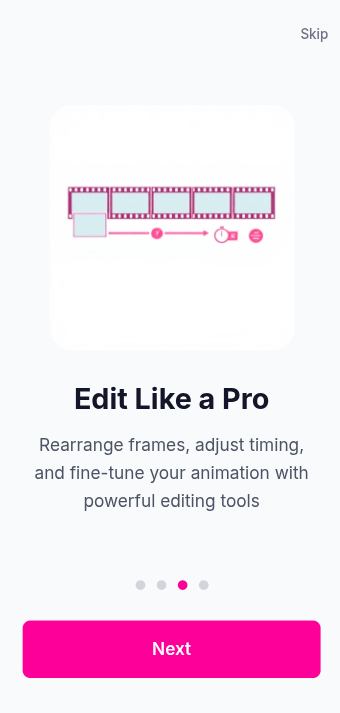 Skip
Edit Like a Pro
Rearrange frames, adjust timing,
and fine-tune your animation with
powerful editing tools
Next